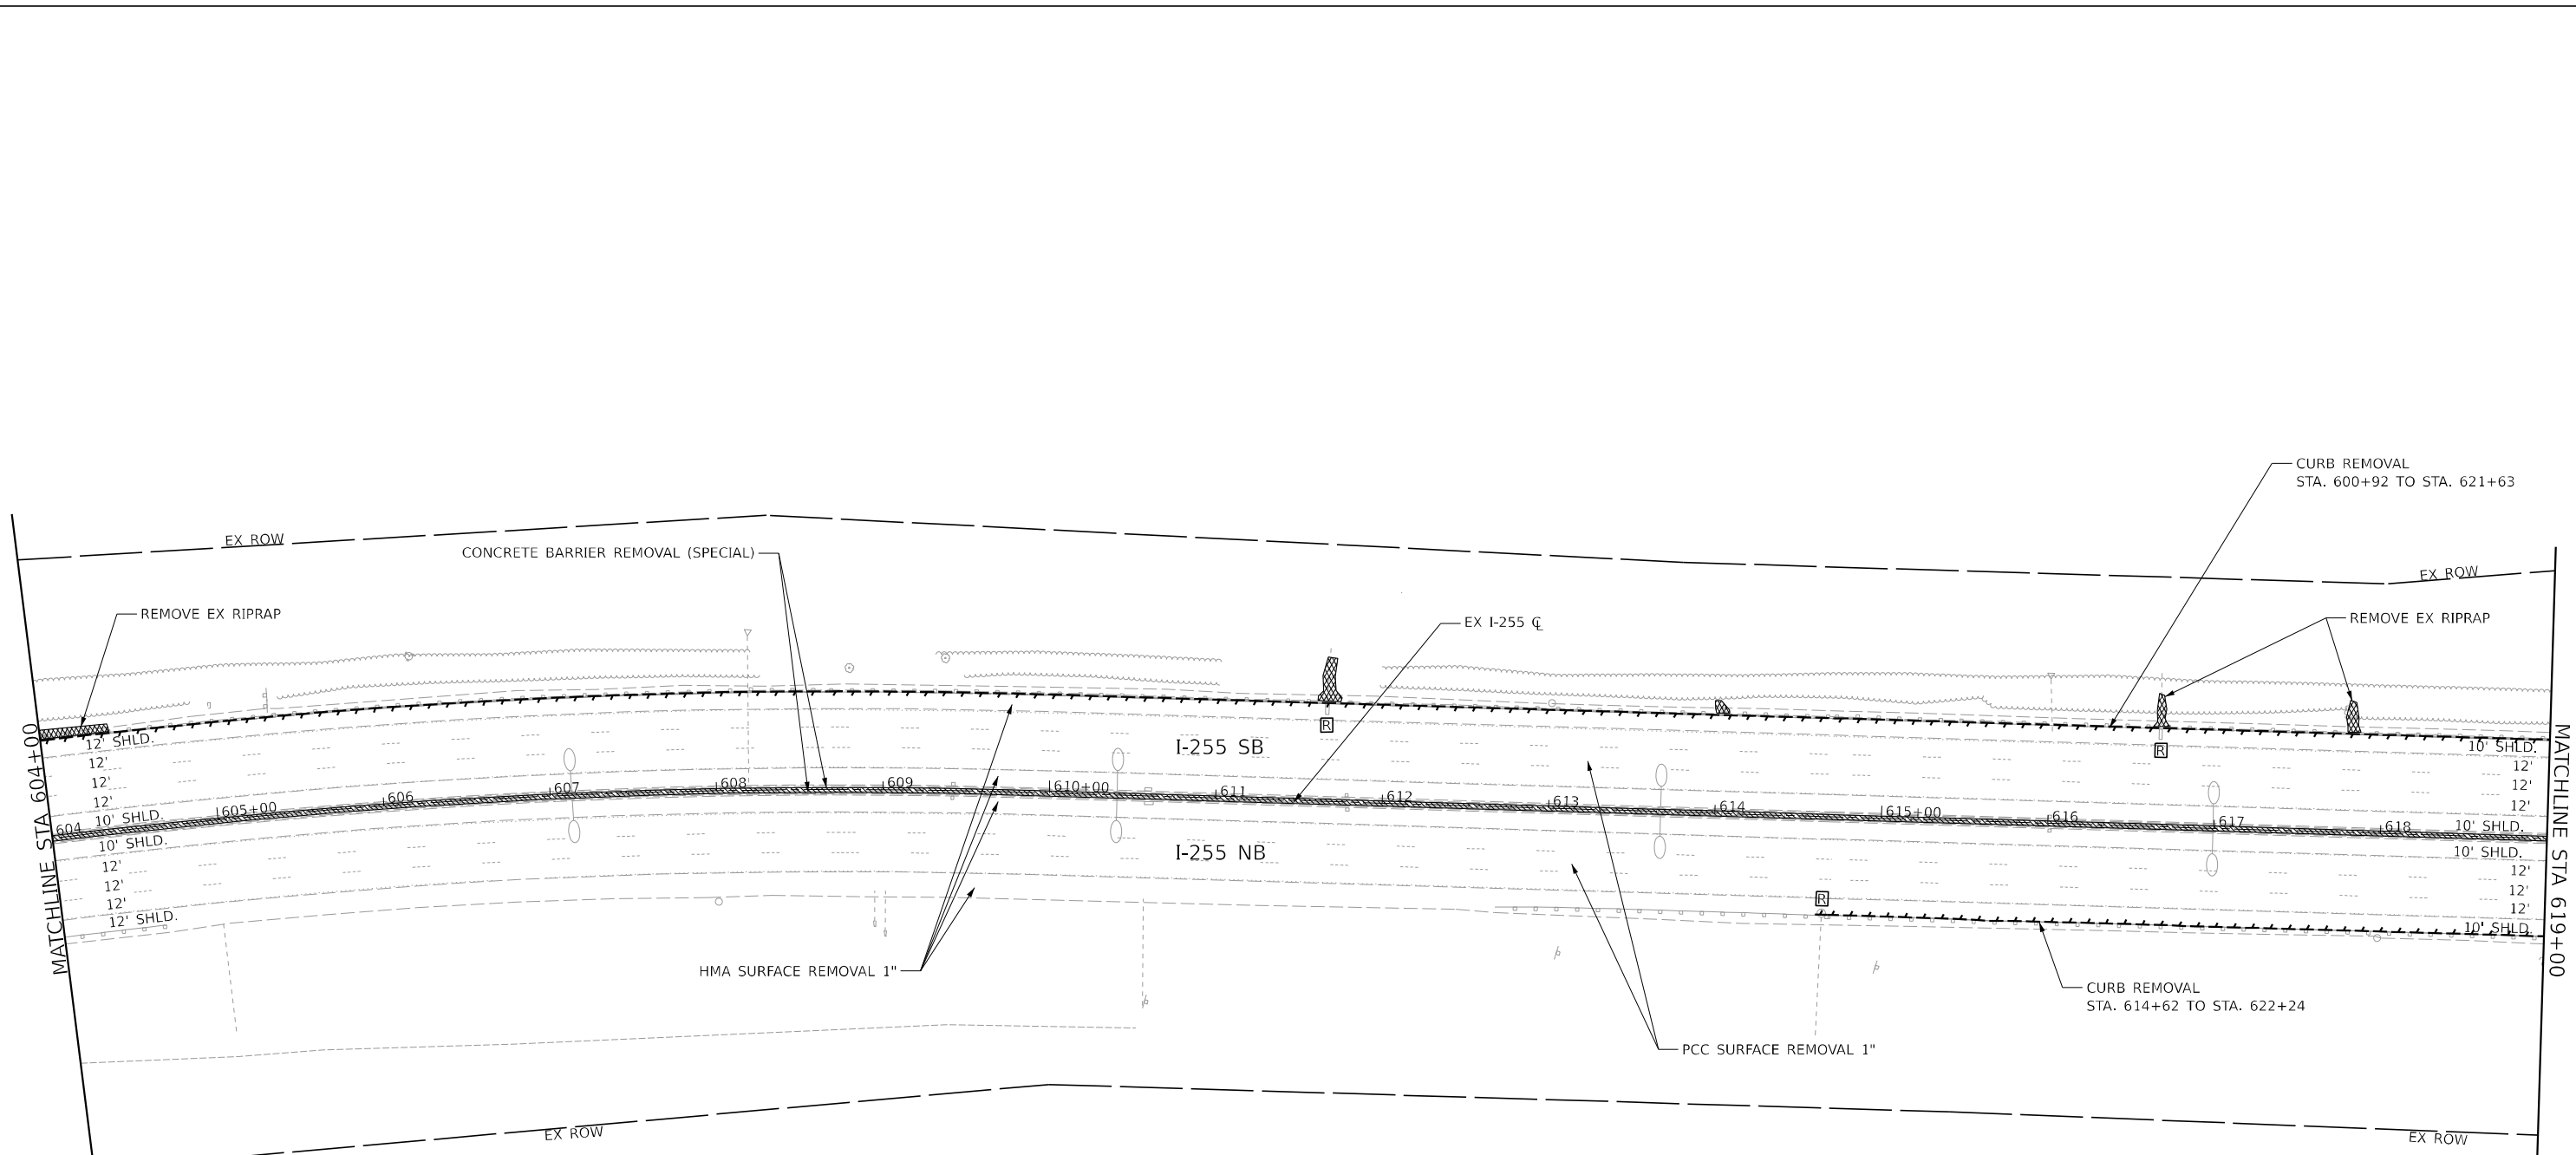 CURB REMOVAL
STA. 600+92 TO STA. 621+63
EX ROW
CONCRETE BARRIER REMOVAL (SPECIAL)
EX ROW
REMOVE EX RIPRAP
EX I-255 ℄
REMOVE EX RIPRAP
MATCHLINE STA 604+00
12' SHLD.
12'
12'
12'
10' SHLD.
604
605+00
606
607
608
609
610+00
611
612
613
614
615+00
616
617
618
I-255 SB
R
R
10' SHLD.
12'
12'
12'
10' SHLD.
MATCHLINE STA 619+00
10' SHLD.
12'
12'
12'
12' SHLD.
I-255 NB
R
10' SHLD.
12'
12'
12'
10' SHLD.
HMA SURFACE REMOVAL 1"
CURB REMOVAL
STA. 614+62 TO STA. 622+24
PCC SURFACE REMOVAL 1"
EX ROW
EX ROW